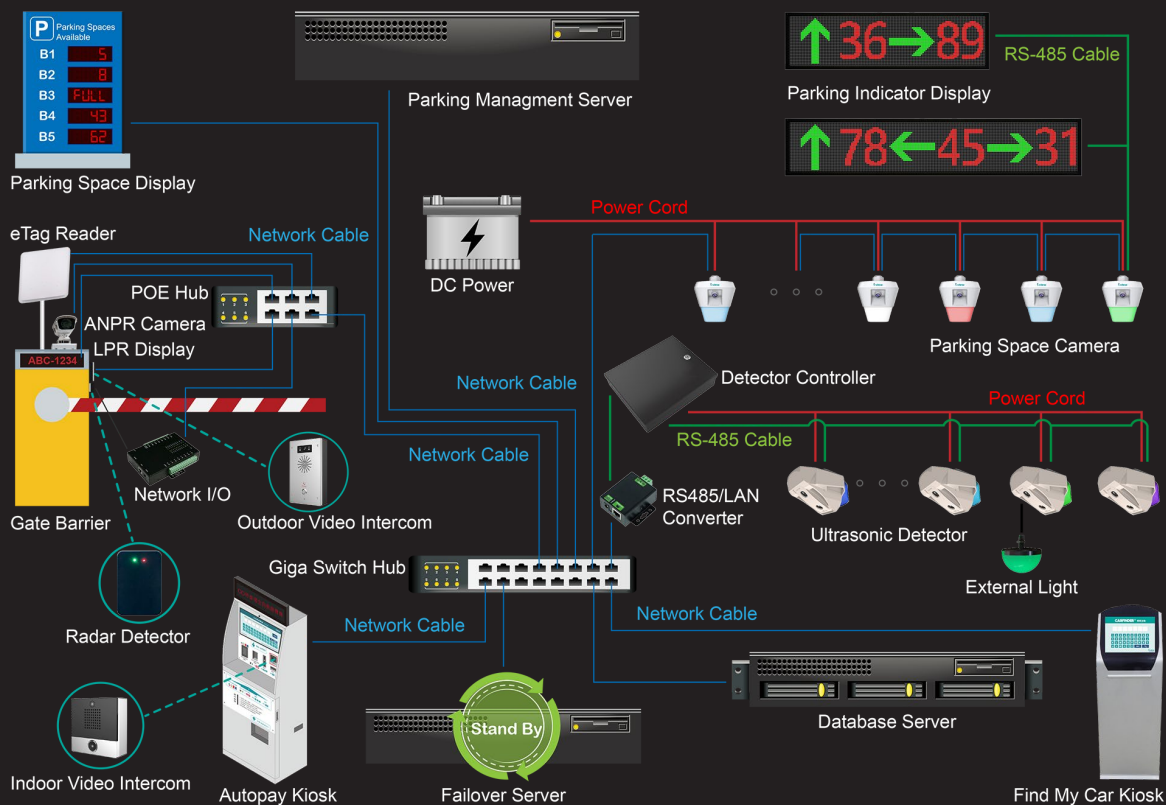 P Parking Spaces
Available
B1 5
B2 8
B3 FULL
B4 43
B5 62
Parking Space Display
Parking Managment Server
36 89
RS-485 Cable
Parking Indicator Display
78 45 31
Power Cord
DC Power
Parking Space Camera
eTag Reader
Network Cable
POE Hub
ANPR Camera
LPR Display
ABC-1234
Network Cable
Detector Controller
Power Cord
RS-485 Cable
Network Cable
Network I/O
Gate Barrier
Outdoor Video Intercom
RS485/LAN
Converter
Ultrasonic Detector
Giga Switch Hub
External Light
Radar Detector
Network Cable
Network Cable
Database Server
Stand By
Indoor Video Intercom
Autopay Kiosk
Failover Server
Find My Car Kiosk